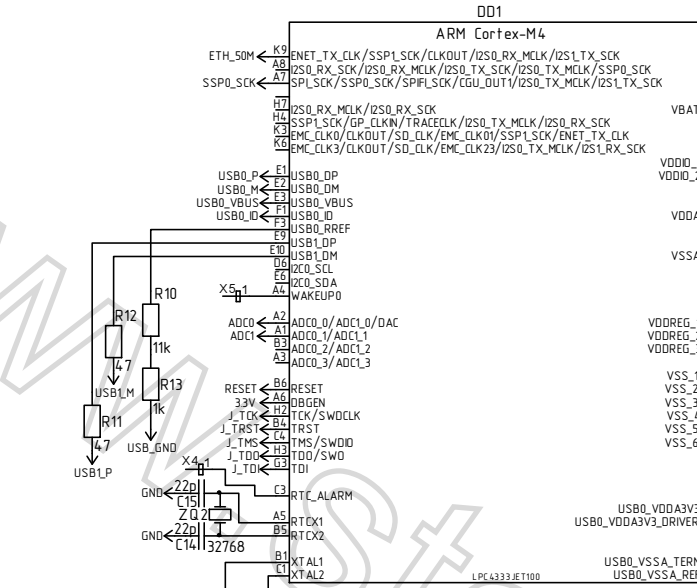 DD1
ARM Cortex-M4
ETH_50M K9 ENET_TX_CLK/SSP1_SCK/CLKOUT/I2S0_RX_MCLK/I2S1_TX_SCK
A8 I2S0_RX_SCK/I2S0_RX_MCLK/I2S0_TX_SCK/I2S0_TX_MCLK/SSP0_SCK
SSP0_SCK A7 SPI_SCK/SSP0_SCK/SPIFI_SCK/CGU_OUT1/I2S0_TX_MCLK/I2S1_TX_SCK
H7 I2S0_RX_MCLK/I2S0_RX_SCK VBAT
H4 SSP1_SCK/GP_CLKIN/TRACECLK/I2S0_TX_MCLK/I2S0_RX_SCK
K3 EMC_CLK0/CLKOUT/SD_CLK/EMC_CLK01/SSP1_SCK/ENET_TX_CLK
K6 EMC_CLK3/CLKOUT/SD_CLK/EMC_CLK23/I2S0_TX_MCLK/I2S1_RX_SCK
VDDIO_
USB0_P E1 USB0_DP VDDIO_2
USB0_M E2 USB0_DM
USB0_VBUS E3 USB0_VBUS
USB0_ID F1 USB0_ID VDDA
F3 USB0_RREF
E9 USB1_DP
E10 USB1_DM VSSA
D6 I2C0_SCL
E6 I2C0_SDA
X5 1 A4 WAKEUP0
R10
R12
11k
ADC0 A2 ADC0_0/ADC1_0/DAC VDDREG_
ADC1 A1 ADC0_1/ADC1_1 VDDREG_
B3 ADC0_2/ADC1_2 VDDREG_
A3 ADC0_3/ADC1_3
47
R13
1k
USB1_M
VSS_1
RESET B6 RESET VSS_2
33V A6 DBGEN VSS_3
J_TCK H2 TCK/SWDCLK VSS_4
J_TRST B4 TRST VSS_5
J_TMS C4 TMS/SWDIO VSS_6
J_TDO H3 TDO/SWO
J_TDI G3 TDI
R11
47
USB_GND
USB1_P
X4 1
GND 22p C3 RTC_ALARM
C15
ZQ2 A5 RTCX1 USB0_VDDA3V3
GND 22p B5 RTCX2 USB0_VDDA3V3_DRIVER
C14 32768
B1 XTAL1 USB0_VSSA_TERM
C1 XTAL2 LPC4333JET100 USB0_VSSA_REF